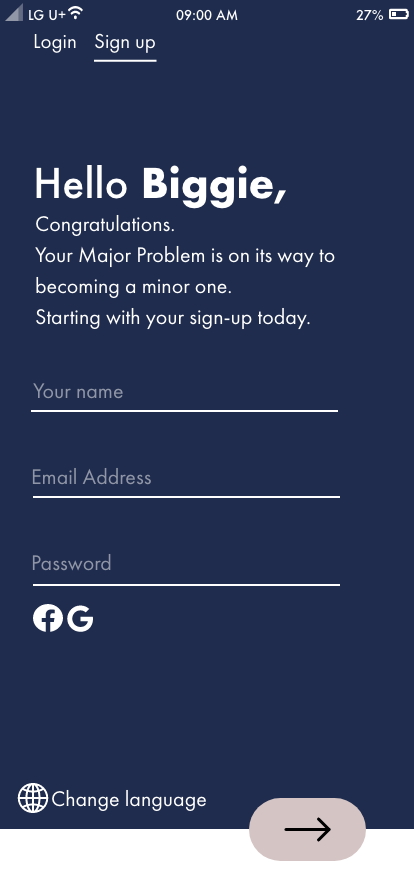 LG U+ 09:00 AM 27%
Login Sign up
Hello Biggie,
Congratulations.
Your Major Problem is on its way to
becoming a minor one.
Starting with your sign-up today.
Your name
Email Address
Password
Change language